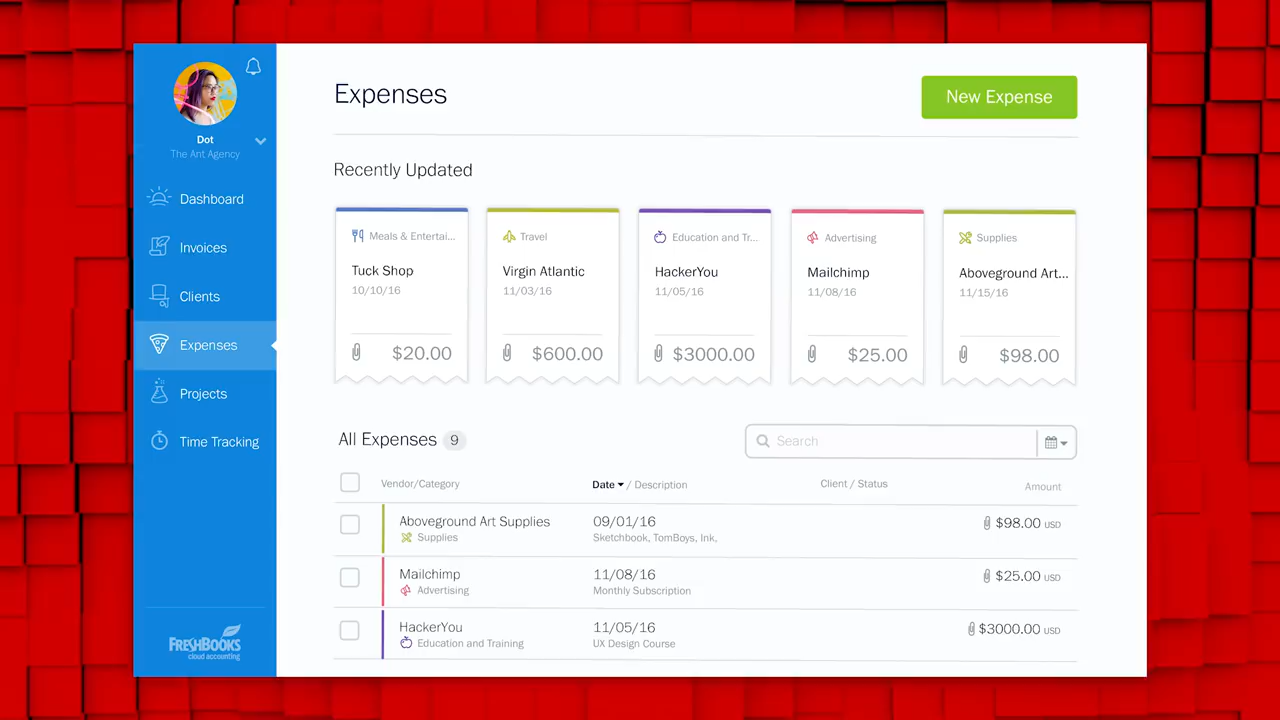 Dot
The Ant Agency
Dashboard
Invoices
Clients
Expenses
Projects
Time Tracking
FRESHBOOKS
cloud accounting
Expenses
New Expense
Recently Updated
Meals & Entertai...
Tuck Shop
10/10/16
$20.00
Travel
Virgin Atlantic
11/03/16
$600.00
Education and Tr...
HackerYou
11/05/16
$3000.00
Advertising
Mailchimp
11/08/16
$25.00
Supplies
Aboveground Art...
11/15/16
$98.00
All Expenses 9
Search
Vendor/Category Date / Description Client / Status Amount
Aboveground Art Supplies 09/01/16 $98.00 USD
Supplies Sketchbook, TomBoys, Ink,
Mailchimp 11/08/16 $25.00 USD
Advertising Monthly Subscription
HackerYou 11/05/16 $3000.00 USD
Education and Training UX Design Course